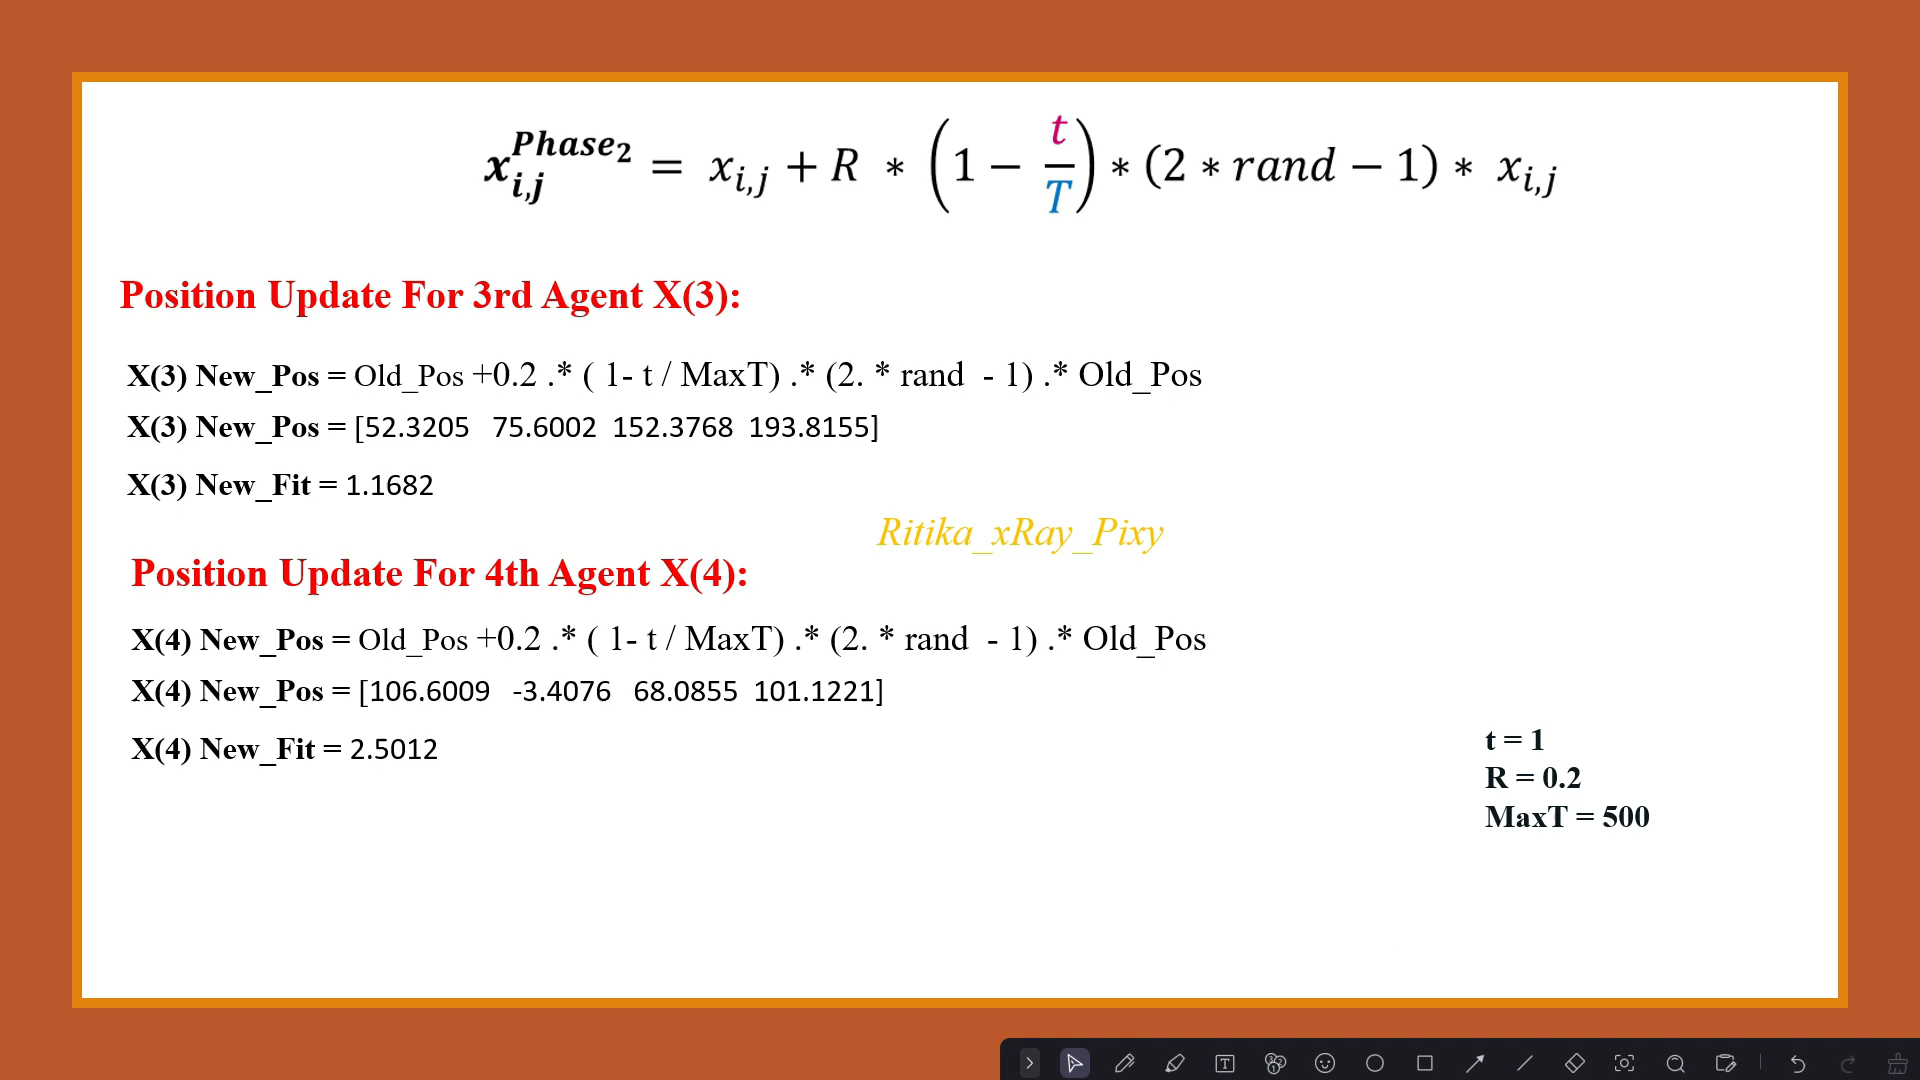 x_{i,j}^{Phase_2} = x_{i,j} + R * (1 − t/T) * (2 * rand − 1) * x_{i,j}
Position Update For 3rd Agent X(3):
X(3) New_Pos = Old_Pos +0.2 .* ( 1- t / MaxT) .* (2. * rand - 1) .* Old_Pos
X(3) New_Pos = [52.3205 75.6002 152.3768 193.8155]
X(3) New_Fit = 1.1682
Ritika_xRay_Pixy
Position Update For 4th Agent X(4):
X(4) New_Pos = Old_Pos +0.2 .* ( 1- t / MaxT) .* (2. * rand - 1) .* Old_Pos
X(4) New_Pos = [106.6009 -3.4076 68.0855 101.1221]
X(4) New_Fit = 2.5012
t = 1
R = 0.2
MaxT = 500